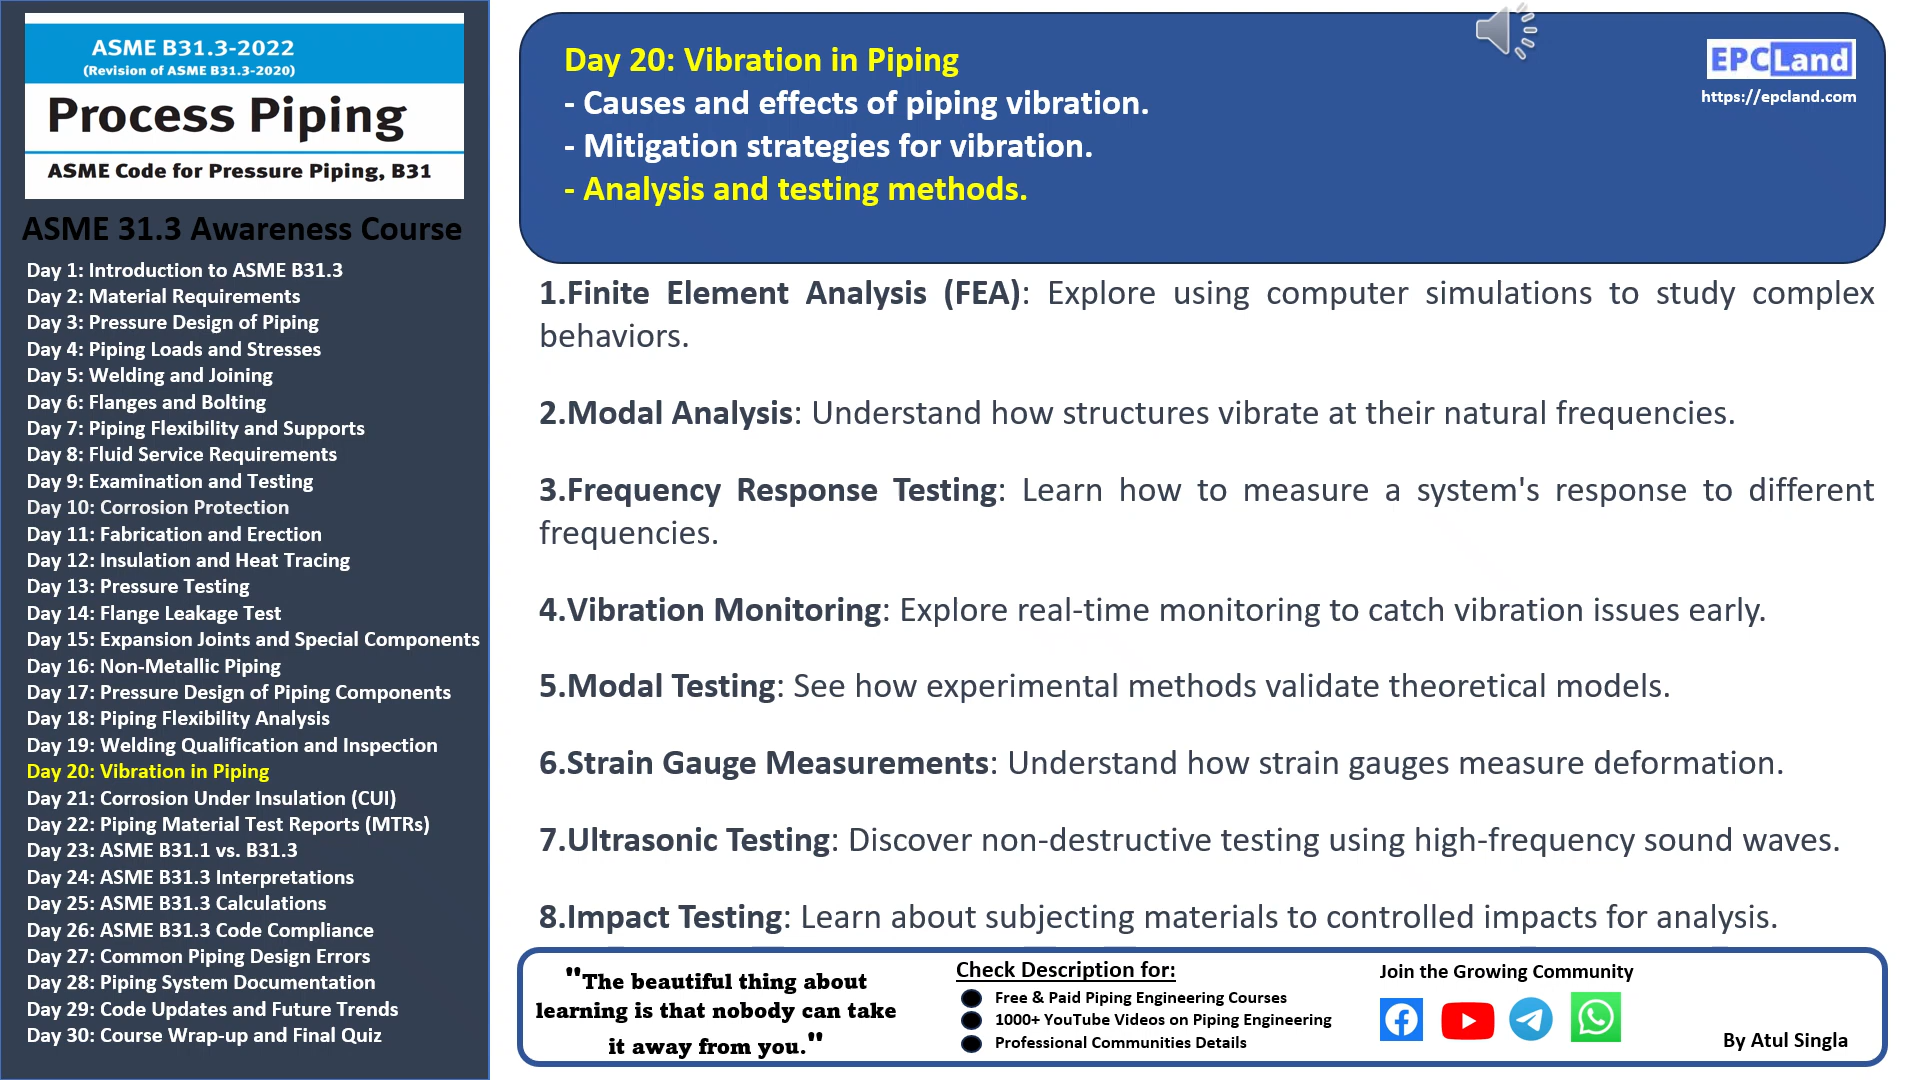 ASME B31.3-2022
(Revision of ASME B31.3-2020)
Process Piping
ASME Code for Pressure Piping, B31
ASME 31.3 Awareness Course
Day 1: Introduction to ASME B31.3
Day 2: Material Requirements
Day 3: Pressure Design of Piping
Day 4: Piping Loads and Stresses
Day 5: Welding and Joining
Day 6: Flanges and Bolting
Day 7: Piping Flexibility and Supports
Day 8: Fluid Service Requirements
Day 9: Examination and Testing
Day 10: Corrosion Protection
Day 11: Fabrication and Erection
Day 12: Insulation and Heat Tracing
Day 13: Pressure Testing
Day 14: Flange Leakage Test
Day 15: Expansion Joints and Special Components
Day 16: Non-Metallic Piping
Day 17: Pressure Design of Piping Components
Day 18: Piping Flexibility Analysis
Day 19: Welding Qualification and Inspection
Day 20: Vibration in Piping
Day 21: Corrosion Under Insulation (CUI)
Day 22: Piping Material Test Reports (MTRs)
Day 23: ASME B31.1 vs. B31.3
Day 24: ASME B31.3 Interpretations
Day 25: ASME B31.3 Calculations
Day 26: ASME B31.3 Code Compliance
Day 27: Common Piping Design Errors
Day 28: Piping System Documentation
Day 29: Code Updates and Future Trends
Day 30: Course Wrap-up and Final Quiz
Day 20: Vibration in Piping
- Causes and effects of piping vibration.
- Mitigation strategies for vibration.
- Analysis and testing methods.
EPCLand
https://epcland.com
1.Finite Element Analysis (FEA): Explore using computer simulations to study complex
behaviors.
2.Modal Analysis: Understand how structures vibrate at their natural frequencies.
3.Frequency Response Testing: Learn how to measure a system's response to different
frequencies.
4.Vibration Monitoring: Explore real-time monitoring to catch vibration issues early.
5.Modal Testing: See how experimental methods validate theoretical models.
6.Strain Gauge Measurements: Understand how strain gauges measure deformation.
7.Ultrasonic Testing: Discover non-destructive testing using high-frequency sound waves.
8.Impact Testing: Learn about subjecting materials to controlled impacts for analysis.
"The beautiful thing about
learning is that nobody can take
it away from you."
Check Description for:
Free & Paid Piping Engineering Courses
1000+ YouTube Videos on Piping Engineering
Professional Communities Details
Join the Growing Community
By Atul Singla